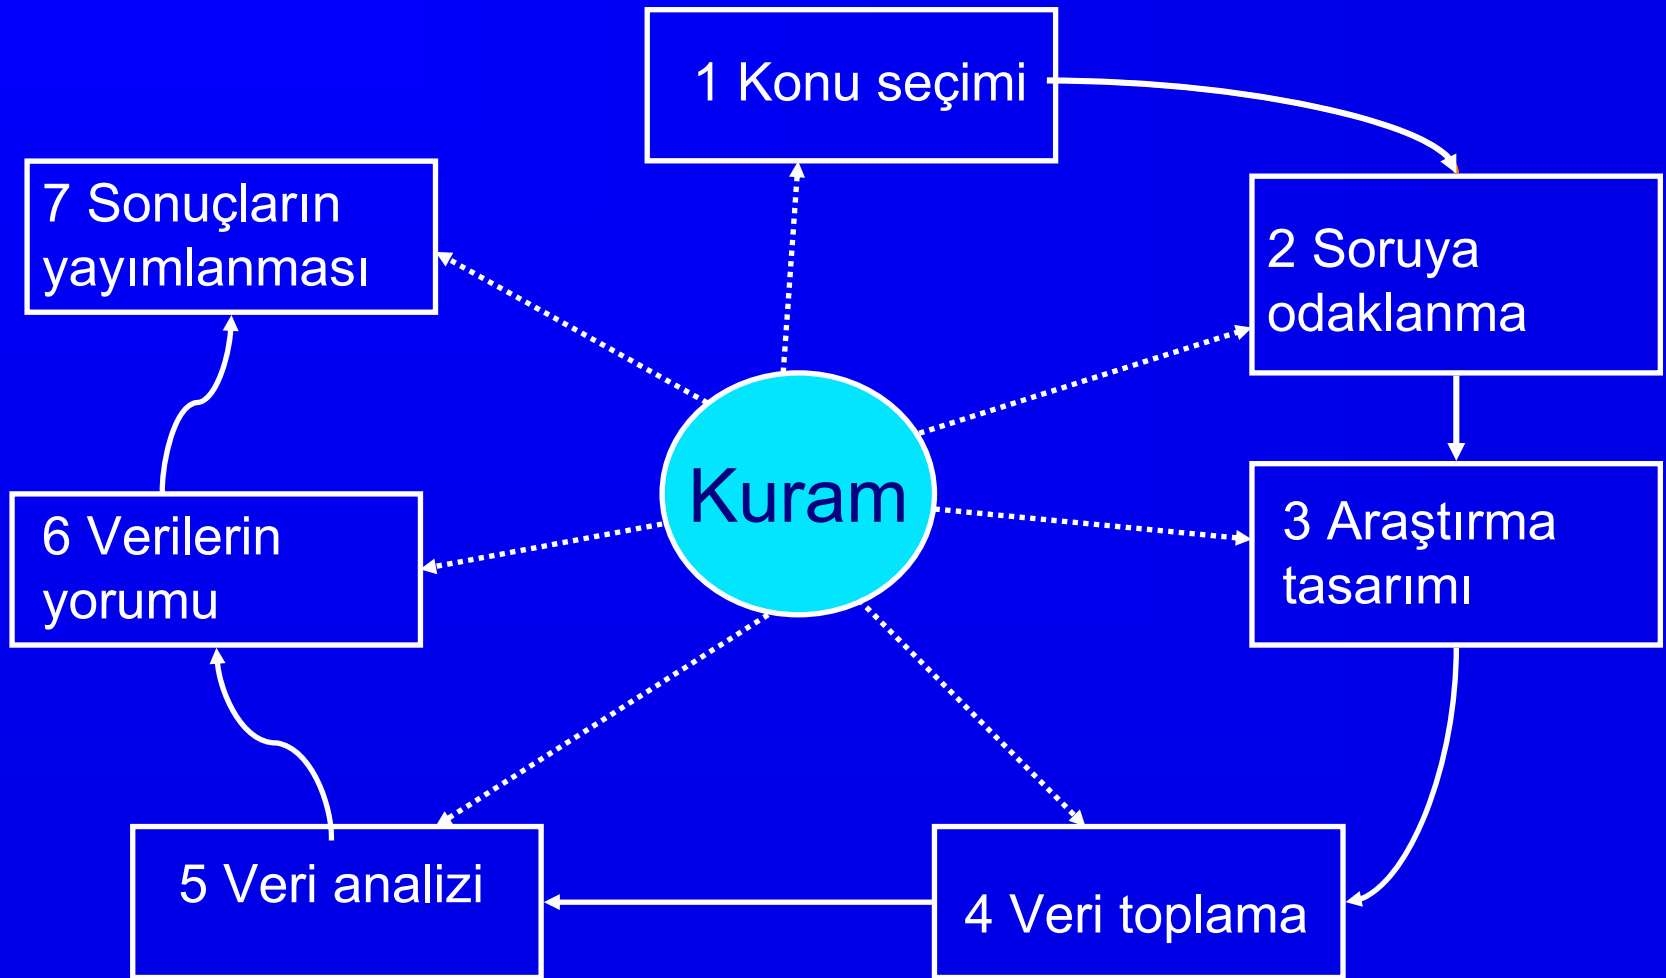 1 Konu seçimi
2 Soruya
odaklanma
3 Araştırma
tasarımı
4 Veri toplama
5 Veri analizi
6 Verilerin
yorumu
7 Sonuçların
yayımlanması
Kuram